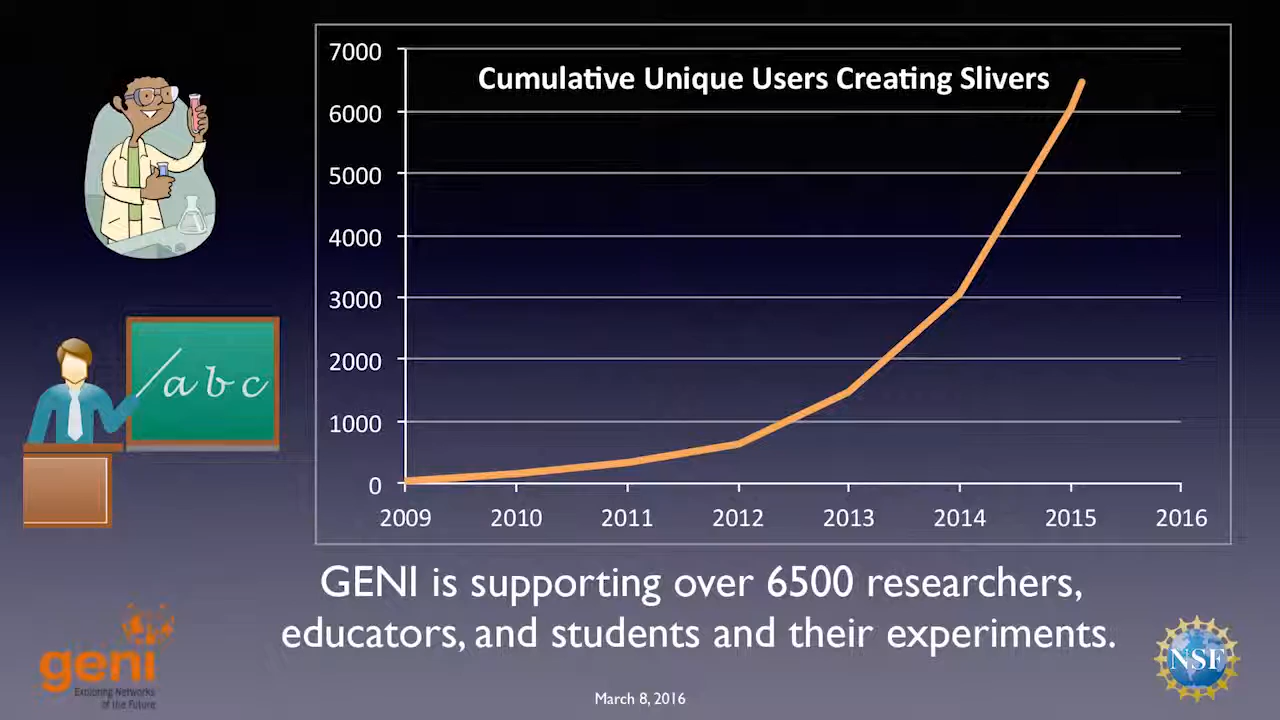 Cumulative Unique Users Creating Slivers
7000
6000
5000
4000
3000
2000
1000
0
2009 2010 2011 2012 2013 2014 2015 2016
/abc
GENI is supporting over 6500 researchers,
educators, and students and their experiments.
geni
Exploring Networks
of the Future
NSF
March 8, 2016